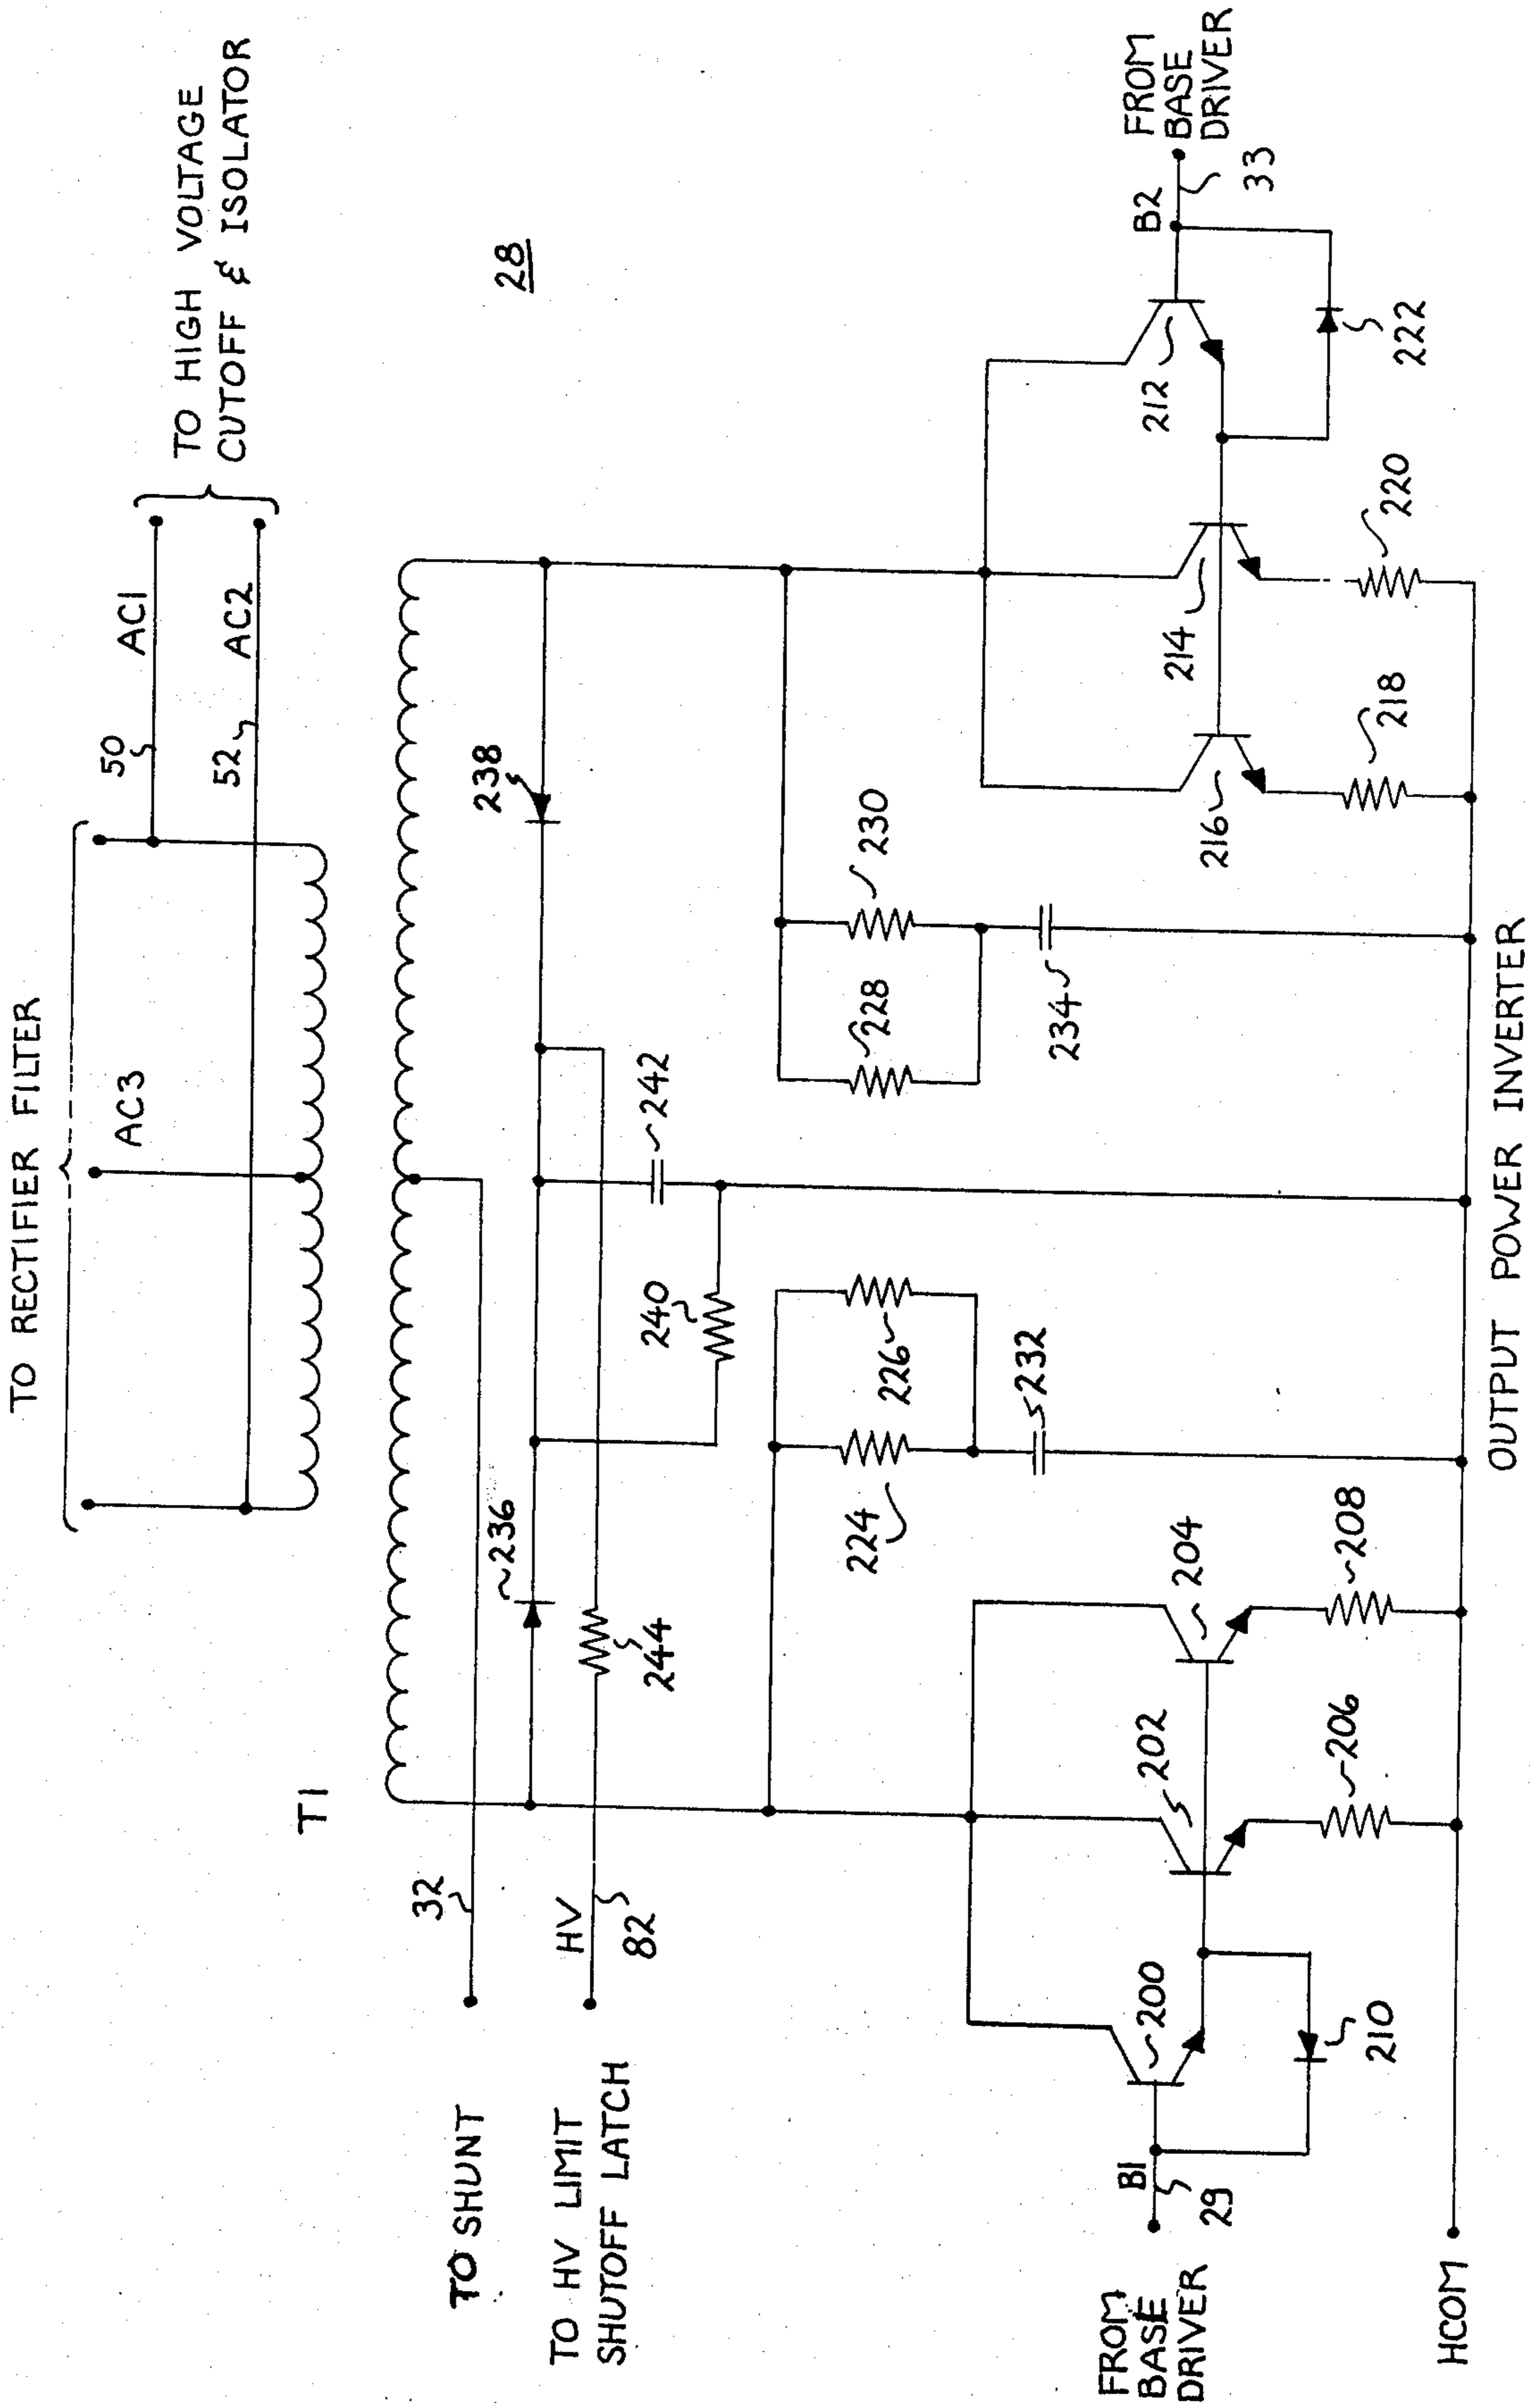 TO RECTIFIER FILTER
AC3
50
AC1
52
AC2
TO HIGH VOLTAGE
CUTOFF & ISOLATOR
T1
28
32
TO SHUNT
HV
82
TO HV LIMIT
SHUTOFF LATCH
236
238
244
240
242
224
226
232
228
230
234
FROM
BASE
DRIVER
B1
29
200
202
204
210
206
208
216
214
212
218
220
222
B2
33
FROM
BASE
DRIVER
HCOM
OUTPUT POWER INVERTER